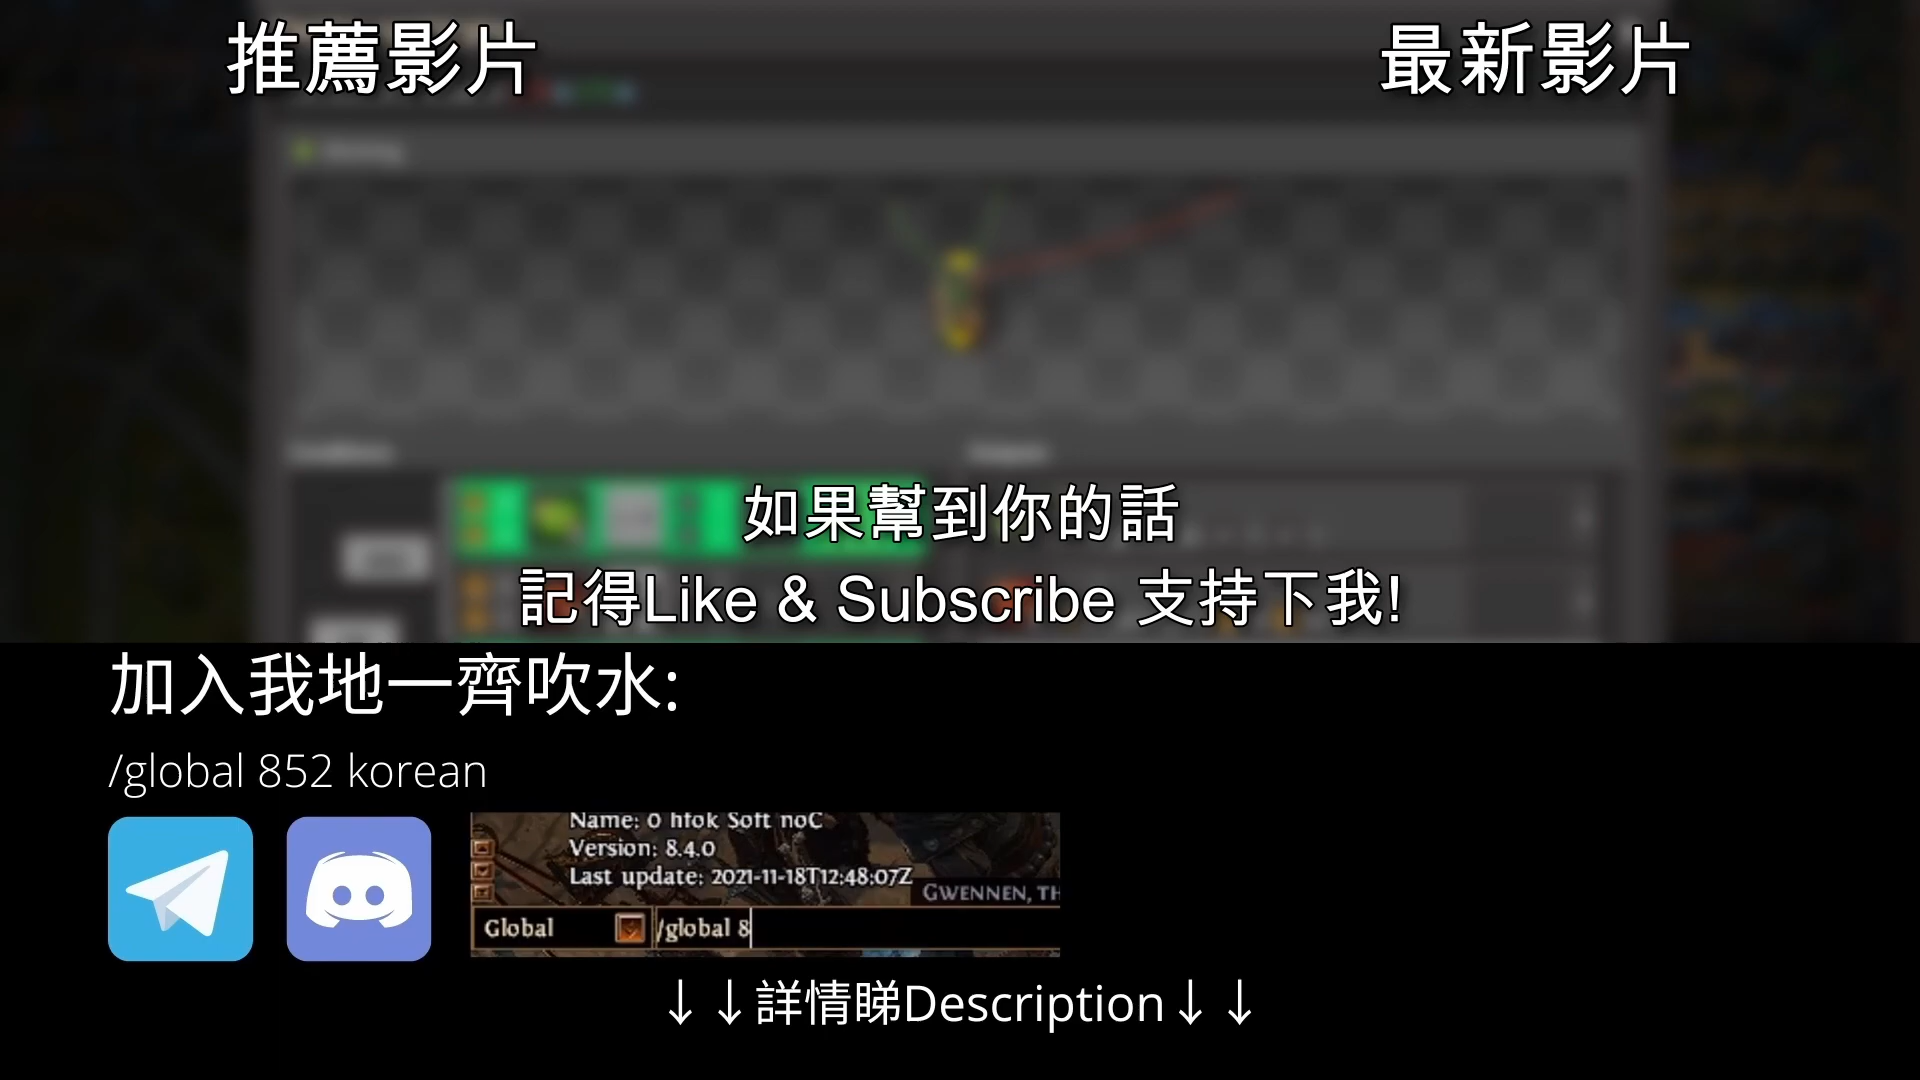 推薦影片
最新影片
如果幫到你的話
記得Like & Subscribe 支持下我!
加入我地一齊吹水:
/global 852 korean
Name: 0 hfok Soft noC
Version: 8.4.0
Last update: 2021-11-18T12:48:07Z
GWENNEN, TH
Global
/global 8
↓↓詳情睇Description↓↓